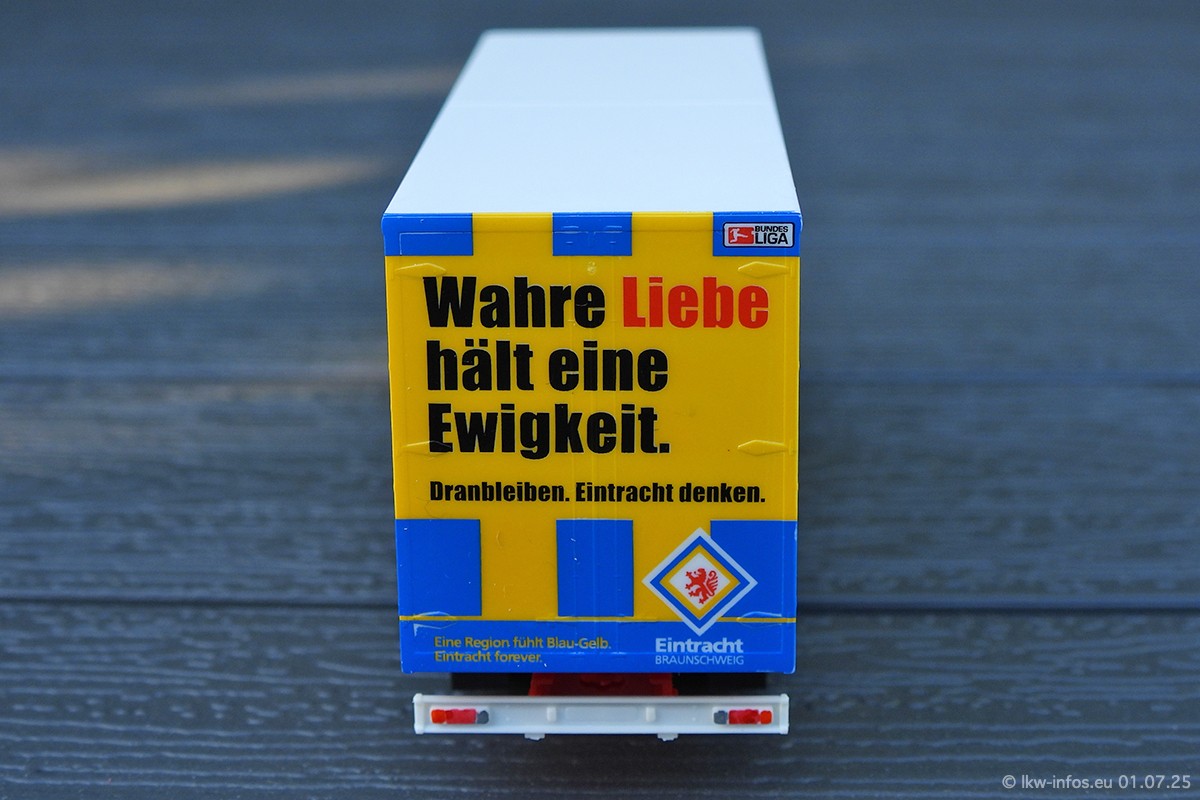 BUNDES
LIGA
Wahre Liebe
hält eine
Ewigkeit.
Dranbleiben. Eintracht denken.
Eine Region fühlt Blau-Gelb.
Eintracht forever.
Eintracht
BRAUNSCHWEIG
© lkw-infos.eu 01.07.25